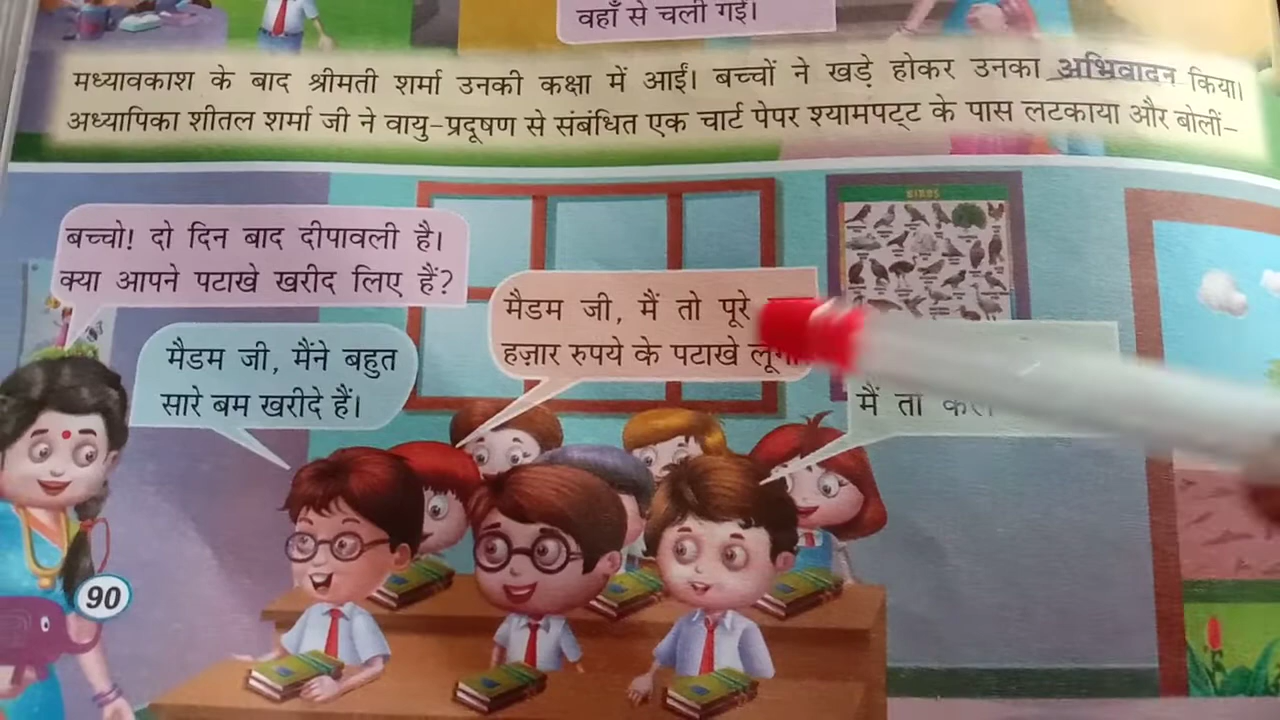 वहाँ से चली गईं।
मध्यावकाश के बाद श्रीमती शर्मा उनकी कक्षा में आईं। बच्चों ने खड़े होकर उनका अभिवादन किया।
अध्यापिका शीतल शर्मा जी ने वायु-प्रदूषण से संबंधित एक चार्ट पेपर श्यामपट्ट के पास लटकाया और बोलीं-
बच्चो! दो दिन बाद दीपावली है।
क्या आपने पटाखे खरीद लिए हैं?
मैडम जी, मैंने बहुत
सारे बम खरीदे हैं।
मैडम जी, मैं तो पूरे
हज़ार रुपये के पटाखे
BIRDS
मैं तो
90